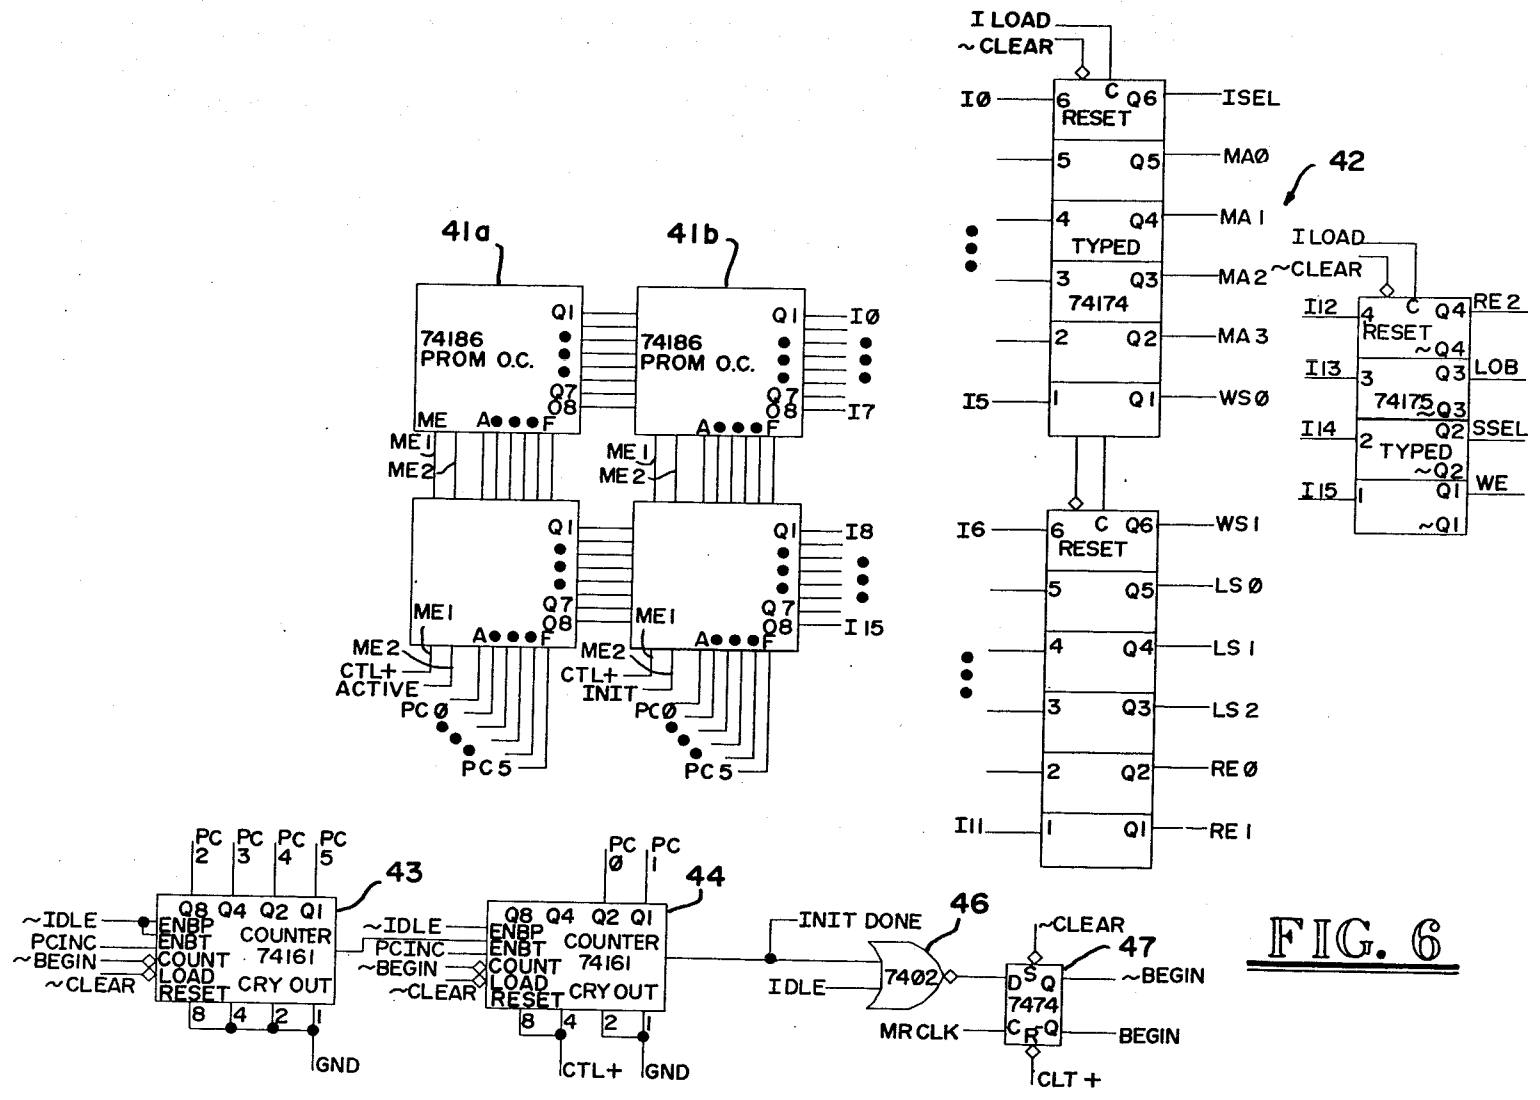 I LOAD
~CLEAR
I0 6 C Q6 ISEL
RESET
5 Q5 MA0
4 Q4 MA1
TYPED
3 Q3 MA2
74174
2 Q2 MA3
I5 1 Q1 WS0
42
I LOAD
~CLEAR
I12 4 C Q4 RE2
RESET
~Q4
I13 3 Q3 LOB
74175 ~Q3
I14 2 Q2 SSEL
TYPED
~Q2
I15 1 Q1 WE
~Q1
I6 6 C Q6 WS1
RESET
5 Q5 LS0
4 Q4 LS1
3 Q3 LS2
2 Q2 RE0
I11 1 Q1 RE1
41a 41b
Q1 Q1 I0
74186 74186
PROM O.C. PROM O.C.
Q7 Q7
O8 O8 I7
ME A F A F
ME1 ME1
ME2 ME2
Q1 Q1 I8
Q7 Q7
ME1 O8 ME1 O8 I15
A F A F
ME2 ME2
CTL+ CTL+
ACTIVE INIT
PC0 PC0
PC5 PC5
PC 2 PC 3 PC 4 PC 5
43
Q8 Q4 Q2 Q1
~IDLE ENBP
COUNTER
PCINC ENBT
74161
~BEGIN COUNT
LOAD
~CLEAR
RESET CRY OUT
8 4 2 1
GND
PC 0 PC 1
44
Q8 Q4 Q2 Q1
~IDLE ENBP
COUNTER
PCINC ENBT
74161
~BEGIN COUNT
LOAD
~CLEAR
RESET CRY OUT
8 4 2 1
CTL+ GND
INIT DONE
46
7402
IDLE
~CLEAR
47
D S Q ~BEGIN
7474
MR CLK C R ~Q BEGIN
CLT +
FIG. 6